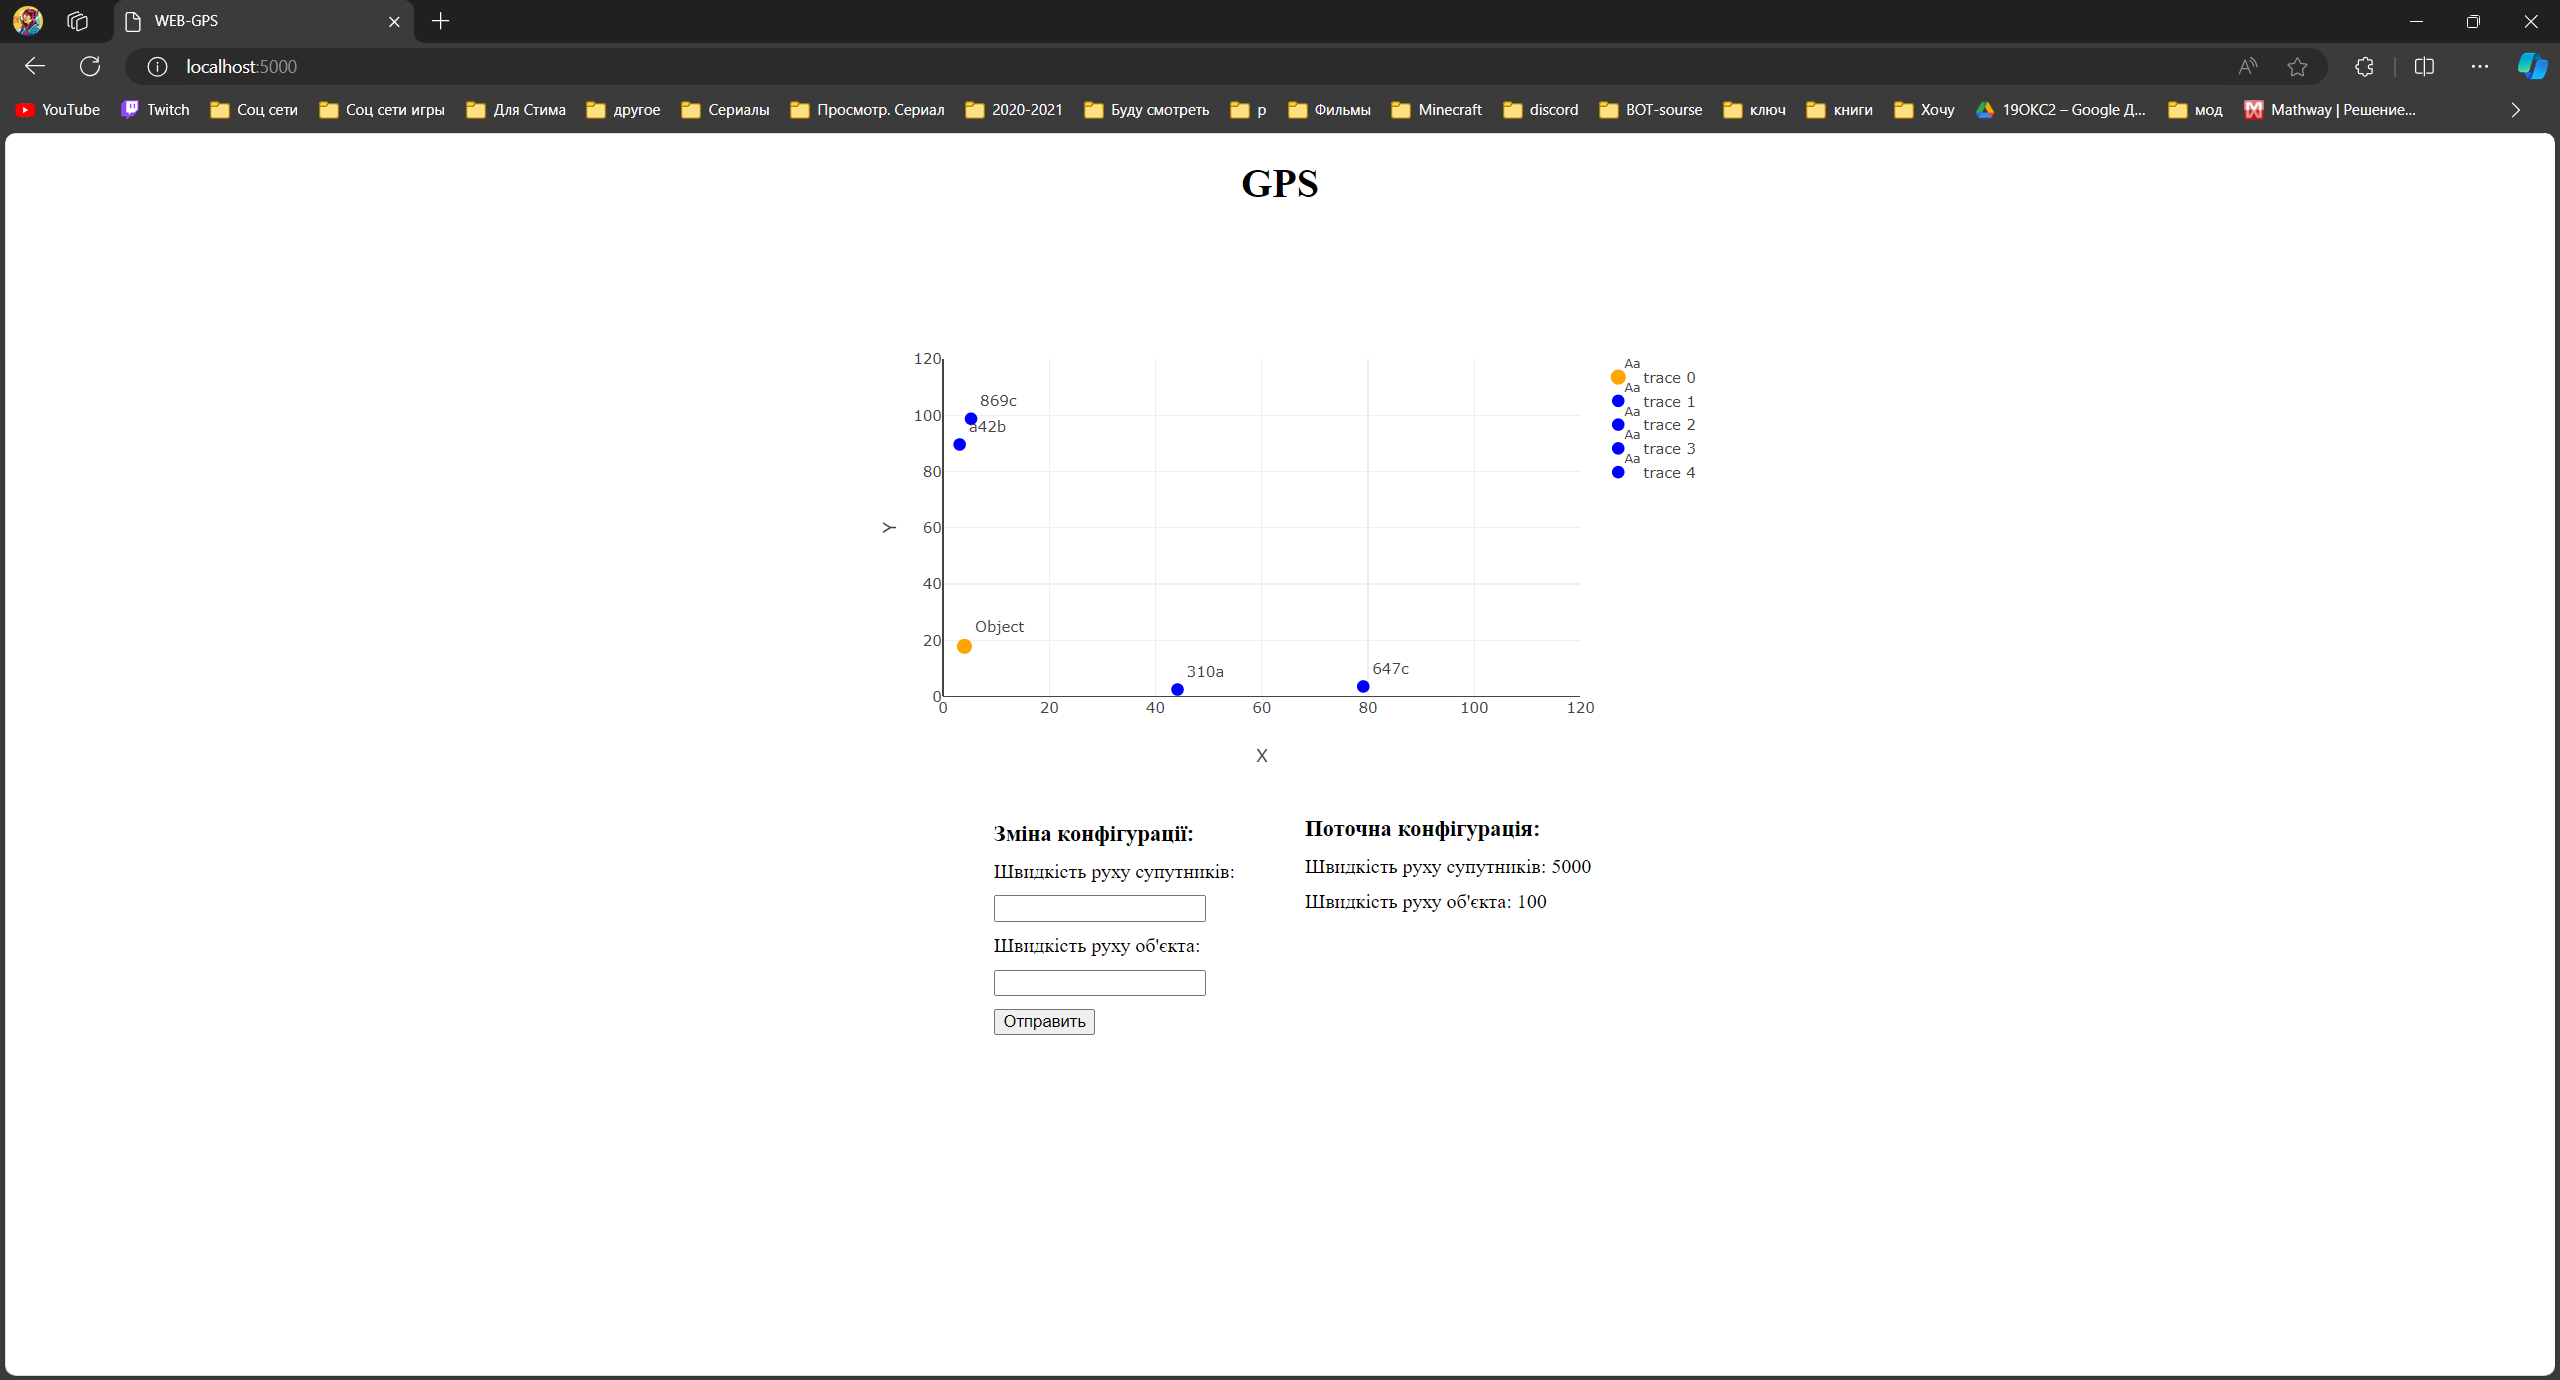 WEB-GPS
localhost:5000
YouTube Twitch Соц сети Соц сети игры Для Стима другое Сериалы Просмотр. Сериал 2020-2021 Буду смотреть р Фильмы Minecraft discord BOT-sourse ключ книги Хочу 19ОКС2 – Google Д... мод Mathway | Решение...
GPS
120
100
80
60
40
20
0
Y
869c
a42b
Object
310a
647c
0 20 40 60 80 100 120
X
Aa trace 0
Aa trace 1
Aa trace 2
Aa trace 3
Aa trace 4
Зміна конфігурації:
Швидкість руху супутників:
Швидкість руху об'єкта:
Отправить
Поточна конфігурація:
Швидкість руху супутників: 5000
Швидкість руху об'єкта: 100